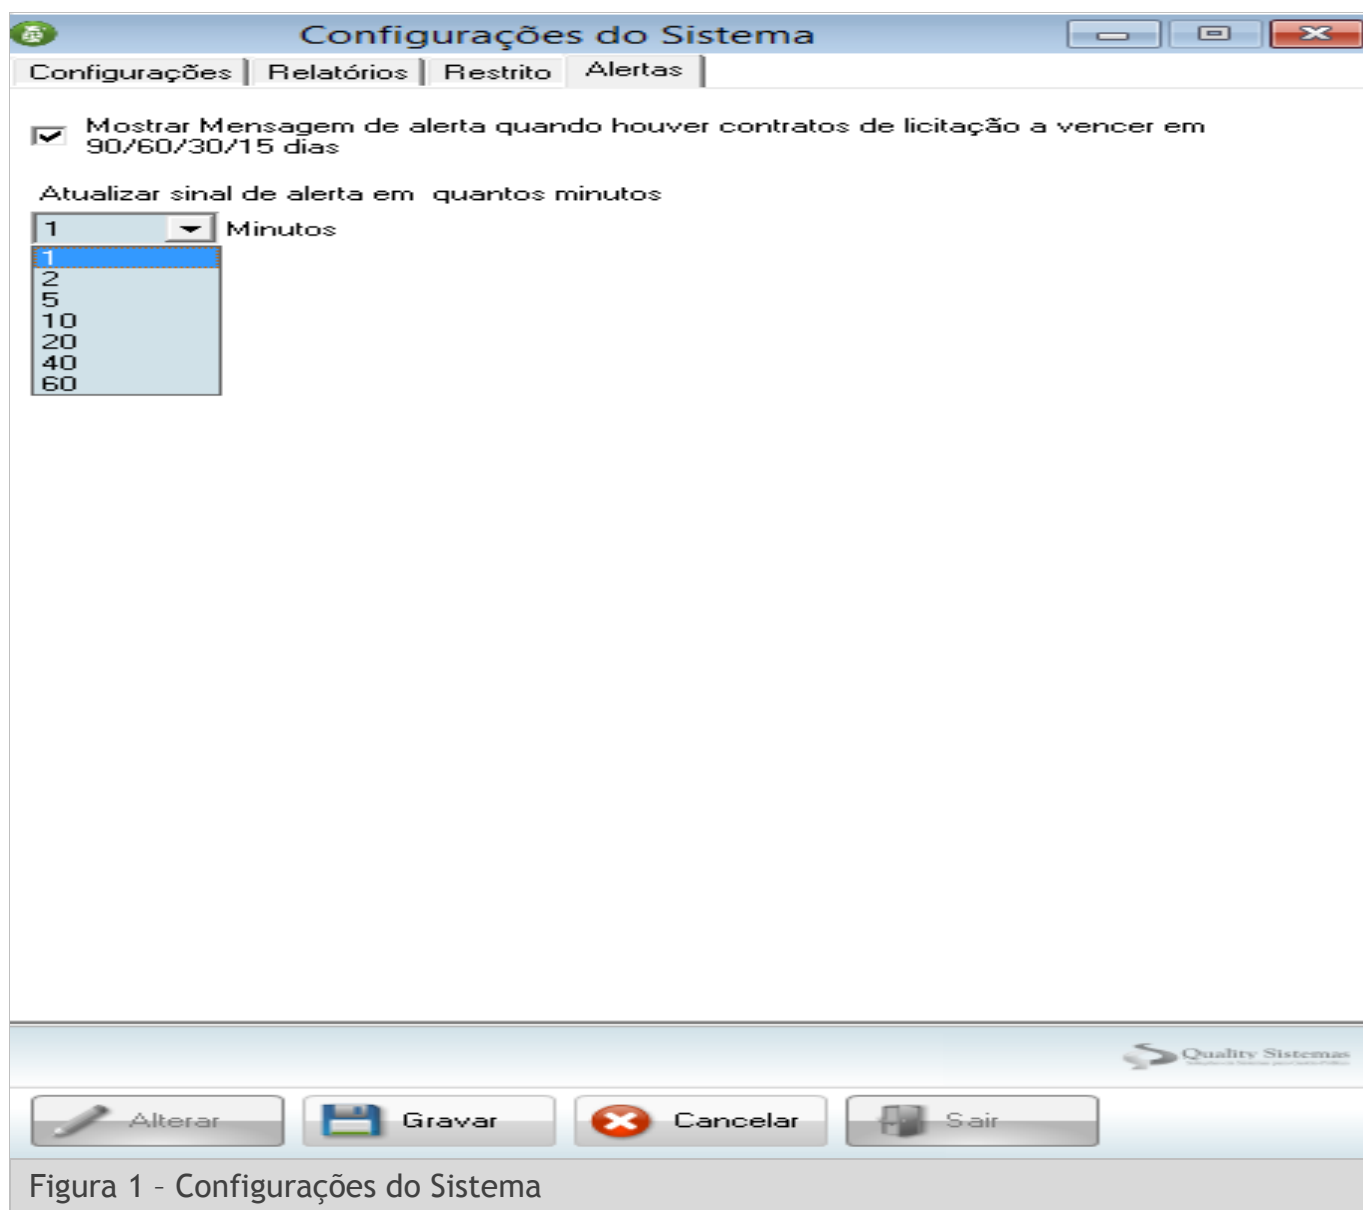 Configurações do Sistema
Configurações Relatórios Restrito Alertas
Mostrar Mensagem de alerta quando houver contratos de licitação a vencer em
90/60/30/15 dias
Atualizar sinal de alerta em quantos minutos
1 Minutos
1
2
5
10
20
40
60
Quality Sistemas
Alterar Gravar Cancelar Sair
Figura 1 – Configurações do Sistema